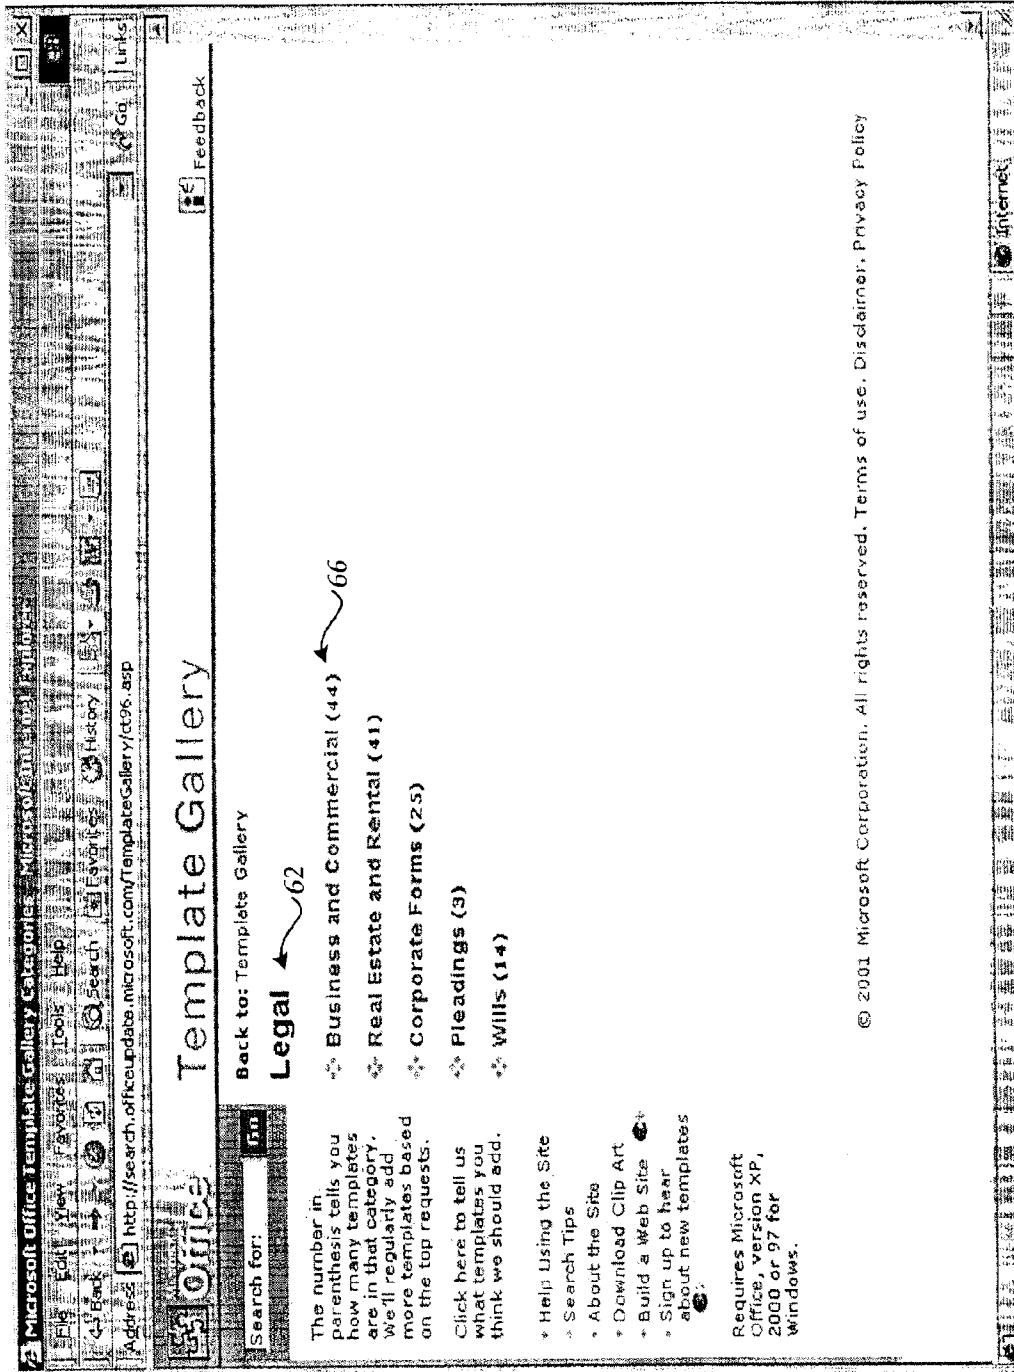 Microsoft Office Template Gallery Categories - Microsoft Internet Explorer
File Edit View Favorites Tools Help
Back Search Favorites History
Address http://search.officeupdate.microsoft.com/TemplateGallery/ct96.asp Go Links
Office
Template Gallery
Feedback
Search for:
Go
The number in
parenthesis tells you
how many templates
are in that category.
We'll regularly add
more templates based
on the top requests.
Click here to tell us
what templates you
think we should add.
Help Using the Site
Search Tips
About the Site
Download Clip Art
Build a Web Site
Sign up to hear
about new templates
Requires Microsoft
Office, version XP,
2000 or 97 for
Windows.
Back to: Template Gallery
Legal
62
Business and Commercial (44)
66
Real Estate and Rental (41)
Corporate Forms (25)
Pleadings (3)
Wills (14)
© 2001 Microsoft Corporation. All rights reserved. Terms of use. Disclaimer. Privacy Policy
Internet